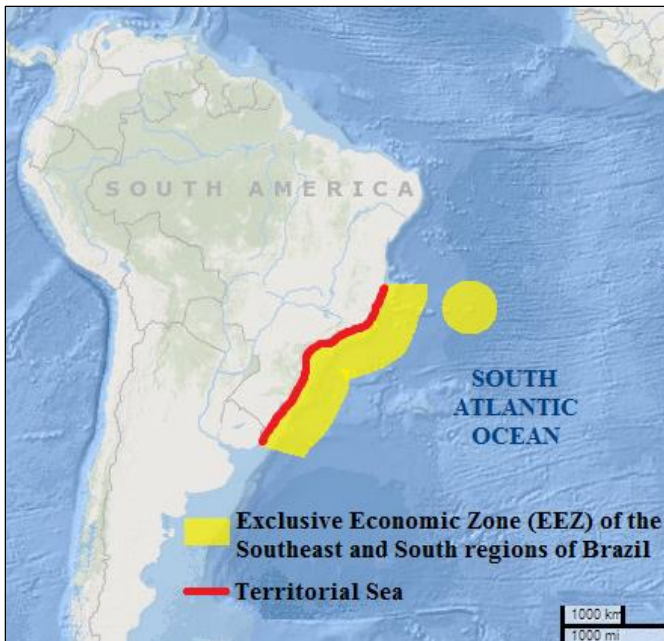 SOUTH AMERICA
SOUTH
ATLANTIC
OCEAN
Exclusive Economic Zone (EEZ) of the
Southeast and South regions of Brazil
Territorial Sea
1000 km
1000 mi